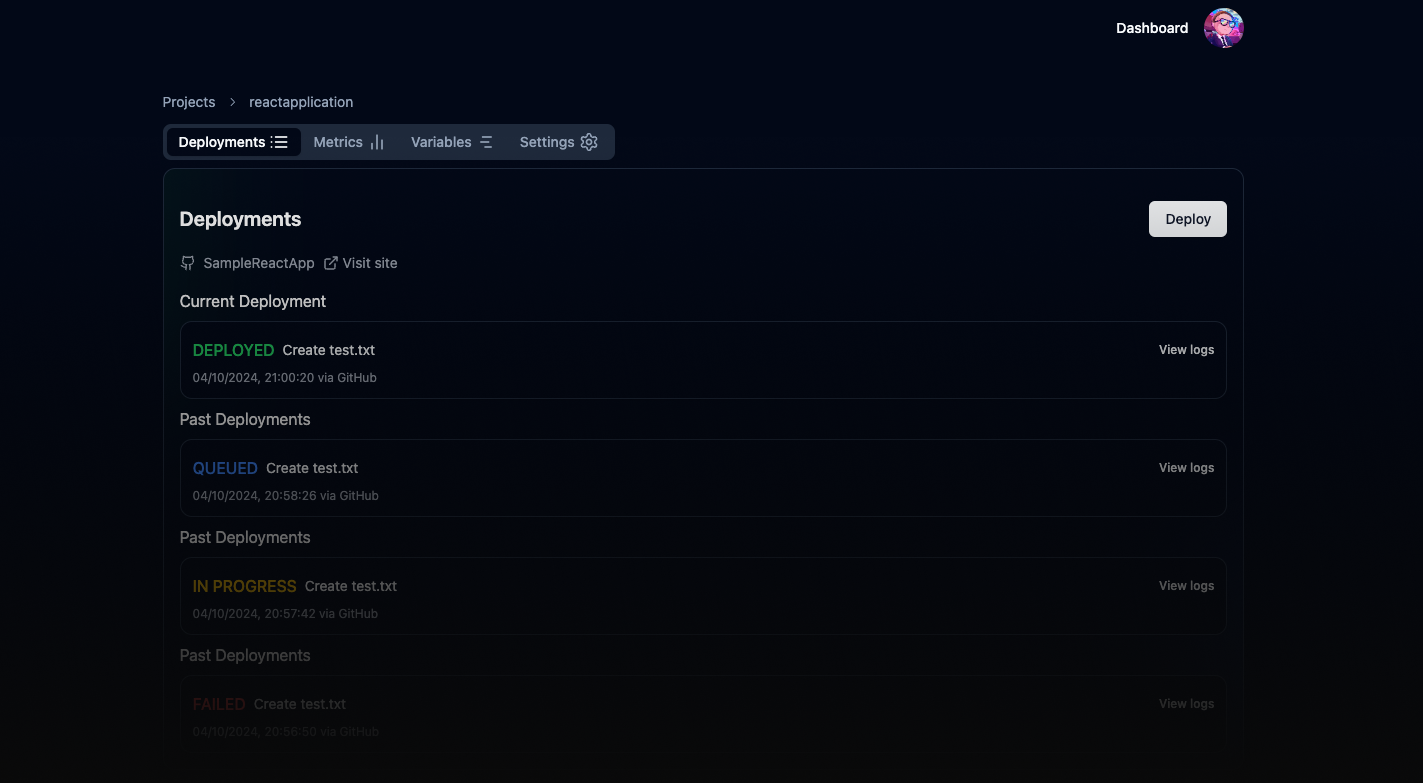 Dashboard
Projects > reactapplication
Deployments Metrics Variables Settings
Deployments Deploy
SampleReactApp Visit site
Current Deployment
DEPLOYED Create test.txt View logs
04/10/2024, 21:00:20 via GitHub
Past Deployments
QUEUED Create test.txt View logs
04/10/2024, 20:58:26 via GitHub
Past Deployments
IN PROGRESS Create test.txt View logs
04/10/2024, 20:57:42 via GitHub
Past Deployments
FAILED Create test.txt View logs
04/10/2024, 20:56:50 via GitHub